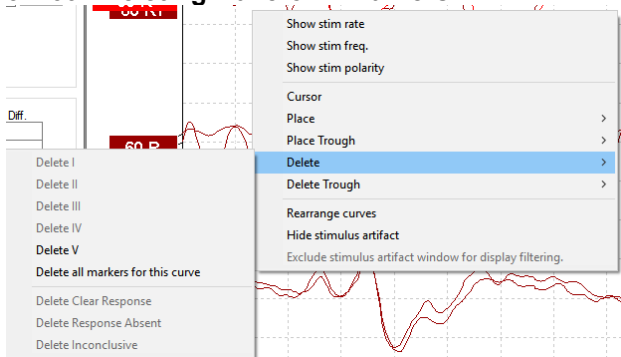 Show stim rate
Show stim freq.
Show stim polarity
Cursor
Place
Place Trough
Delete
Delete Trough
Rearrange curves
Hide stimulus artifact
Exclude stimulus artifact window for display filtering.
Diff.
Delete I
Delete II
Delete III
Delete IV
Delete V
Delete all markers for this curve
Delete Clear Response
Delete Response Absent
Delete Inconclusive